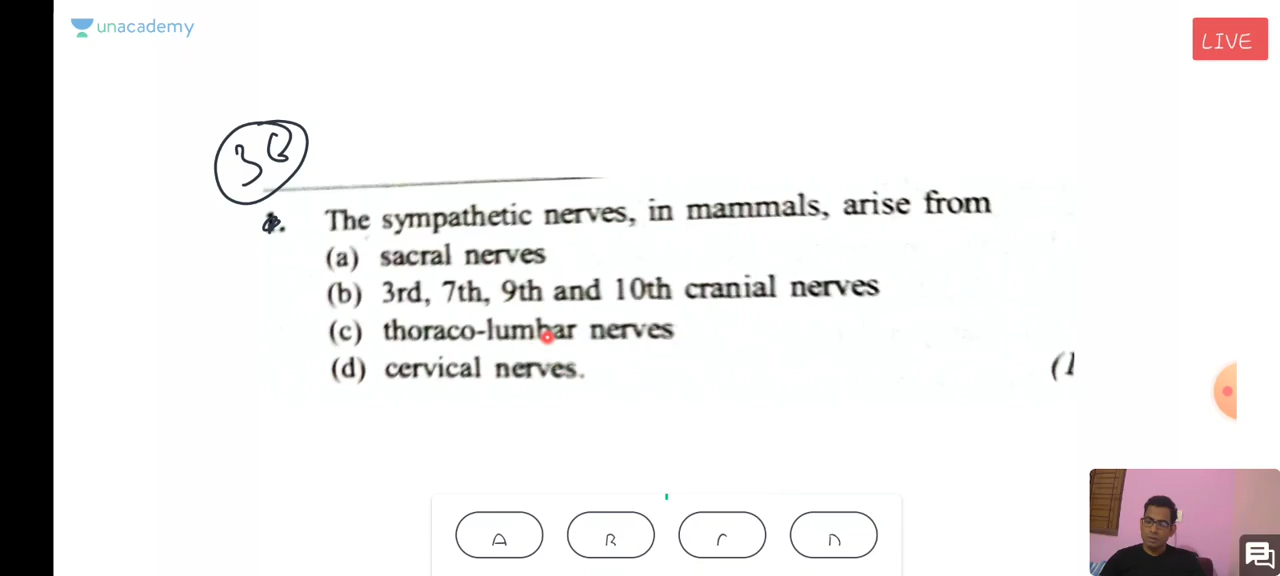 unacademy
LIVE
38
The sympathetic nerves, in mammals, arise from
(a) sacral nerves
(b) 3rd, 7th, 9th and 10th cranial nerves
(c) thoraco-lumbar nerves
(d) cervical nerves.
(1
A B C D